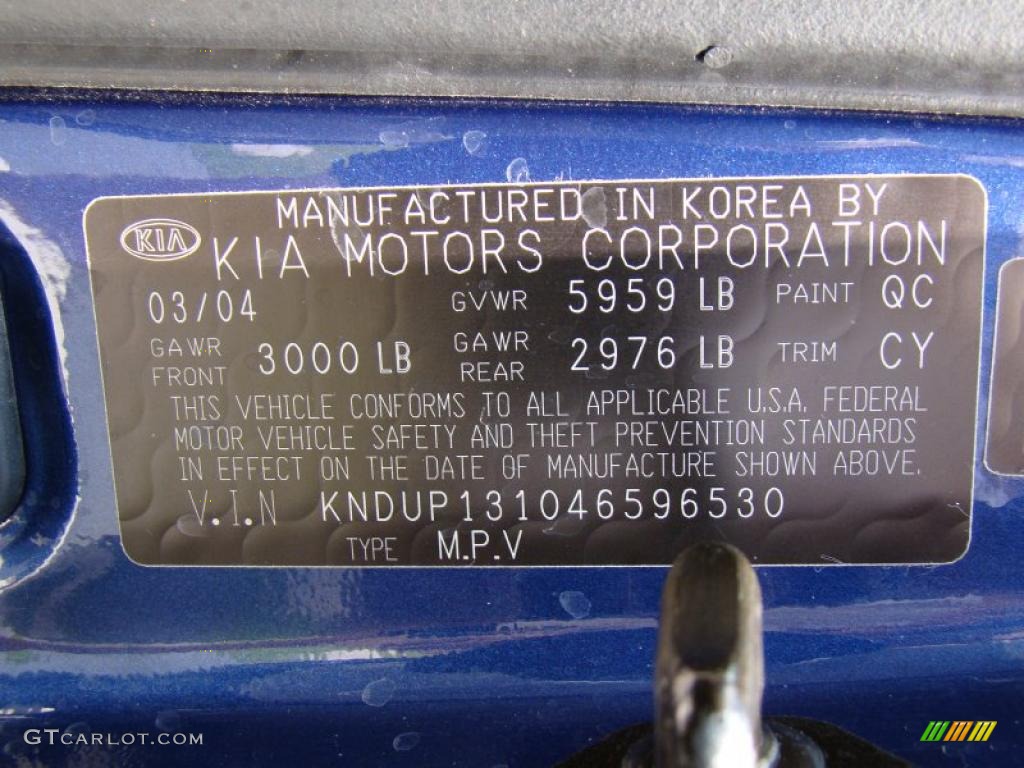 MANUFACTURED IN KOREA BY
KIA KIA MOTORS CORPORATION
03/04 GVWR 5959 LB PAINT QC
GAWR FRONT 3000 LB GAWR REAR 2976 LB TRIM CY
THIS VEHICLE CONFORMS TO ALL APPLICABLE U.S.A. FEDERAL
MOTOR VEHICLE SAFETY AND THEFT PREVENTION STANDARDS
IN EFFECT ON THE DATE OF MANUFACTURE SHOWN ABOVE.
V.I.N KNDUP131046596530
TYPE M.P.V
GTCARLOT.COM